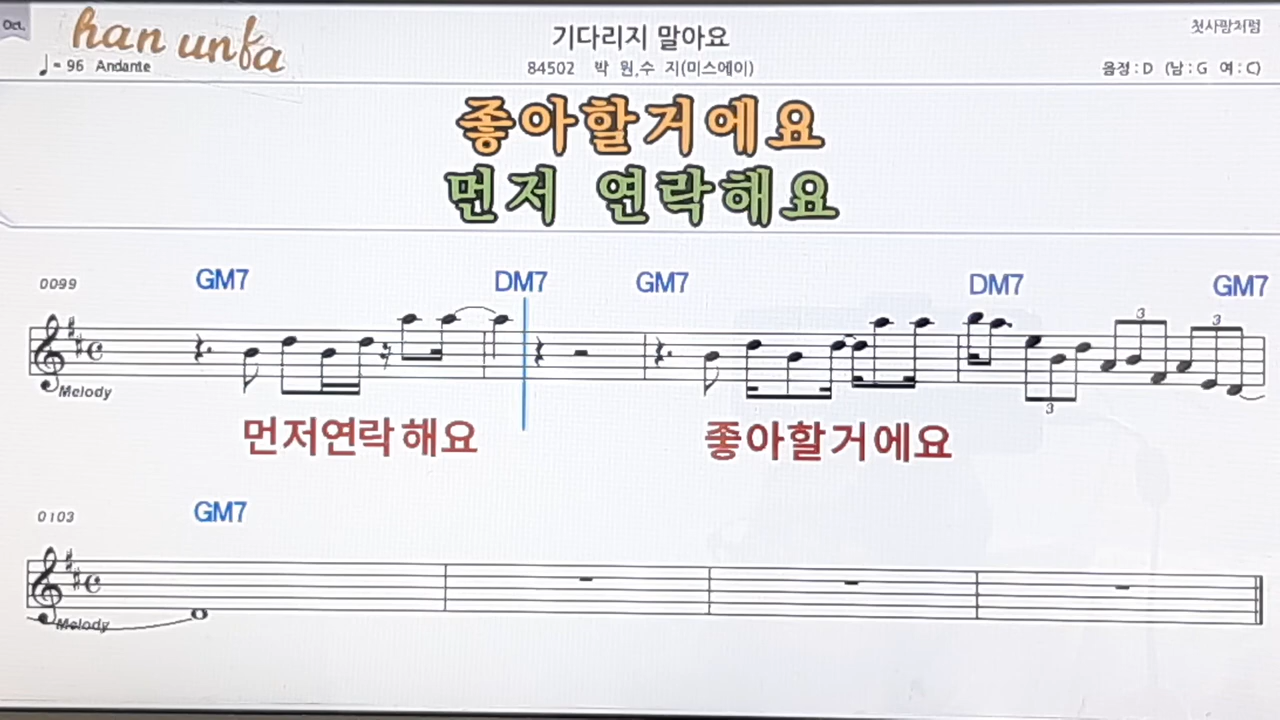 Oct.
han unfa
♩= 96 Andante
기다리지 말아요
84502 박 원,수 지(미스에이)
첫사랑처럼
음정 : D (남 : G 여 : C)
좋아할거에요
먼저 연락해요
0099
GM7 DM7 GM7 DM7 GM7
3 3
Melody
3
먼저연락해요 좋아할거에요
0103
GM7
Melody